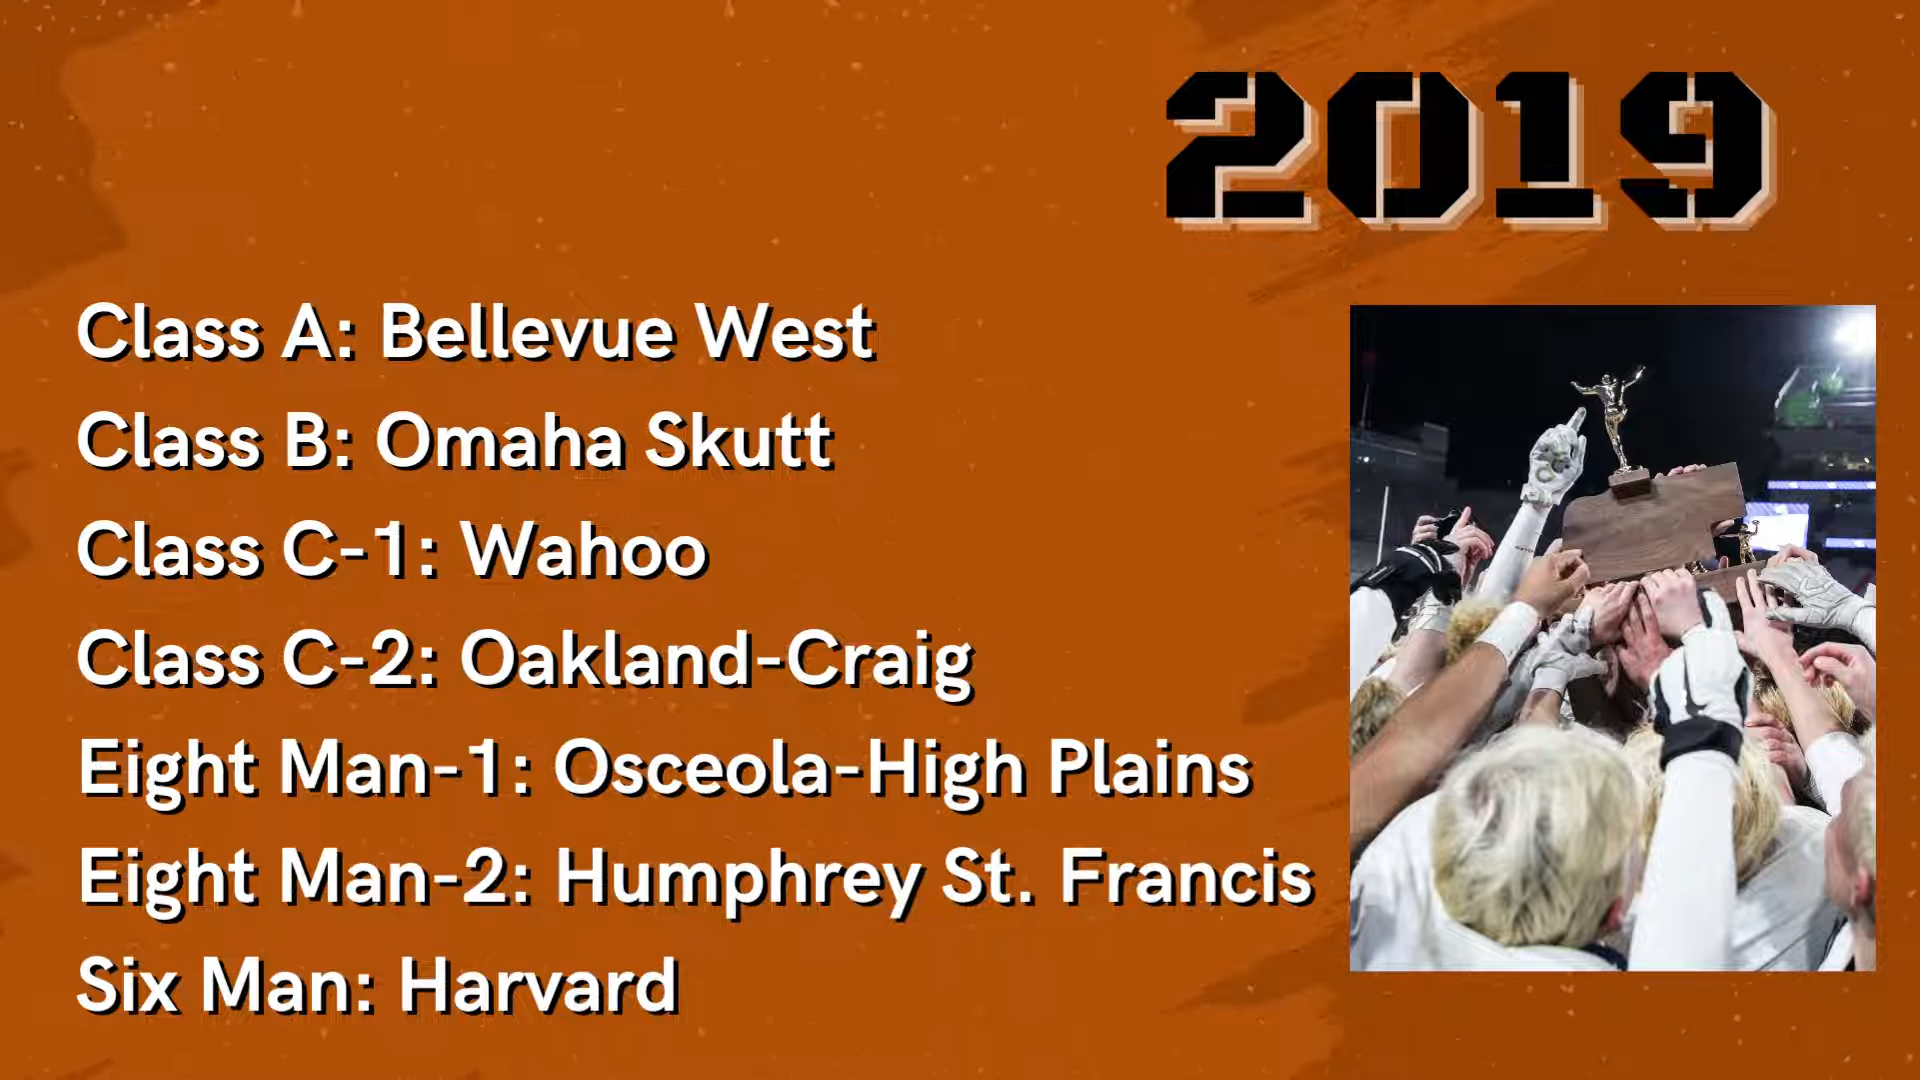 2019
Class A: Bellevue West
Class B: Omaha Skutt
Class C-1: Wahoo
Class C-2: Oakland-Craig
Eight Man-1: Osceola-High Plains
Eight Man-2: Humphrey St. Francis
Six Man: Harvard